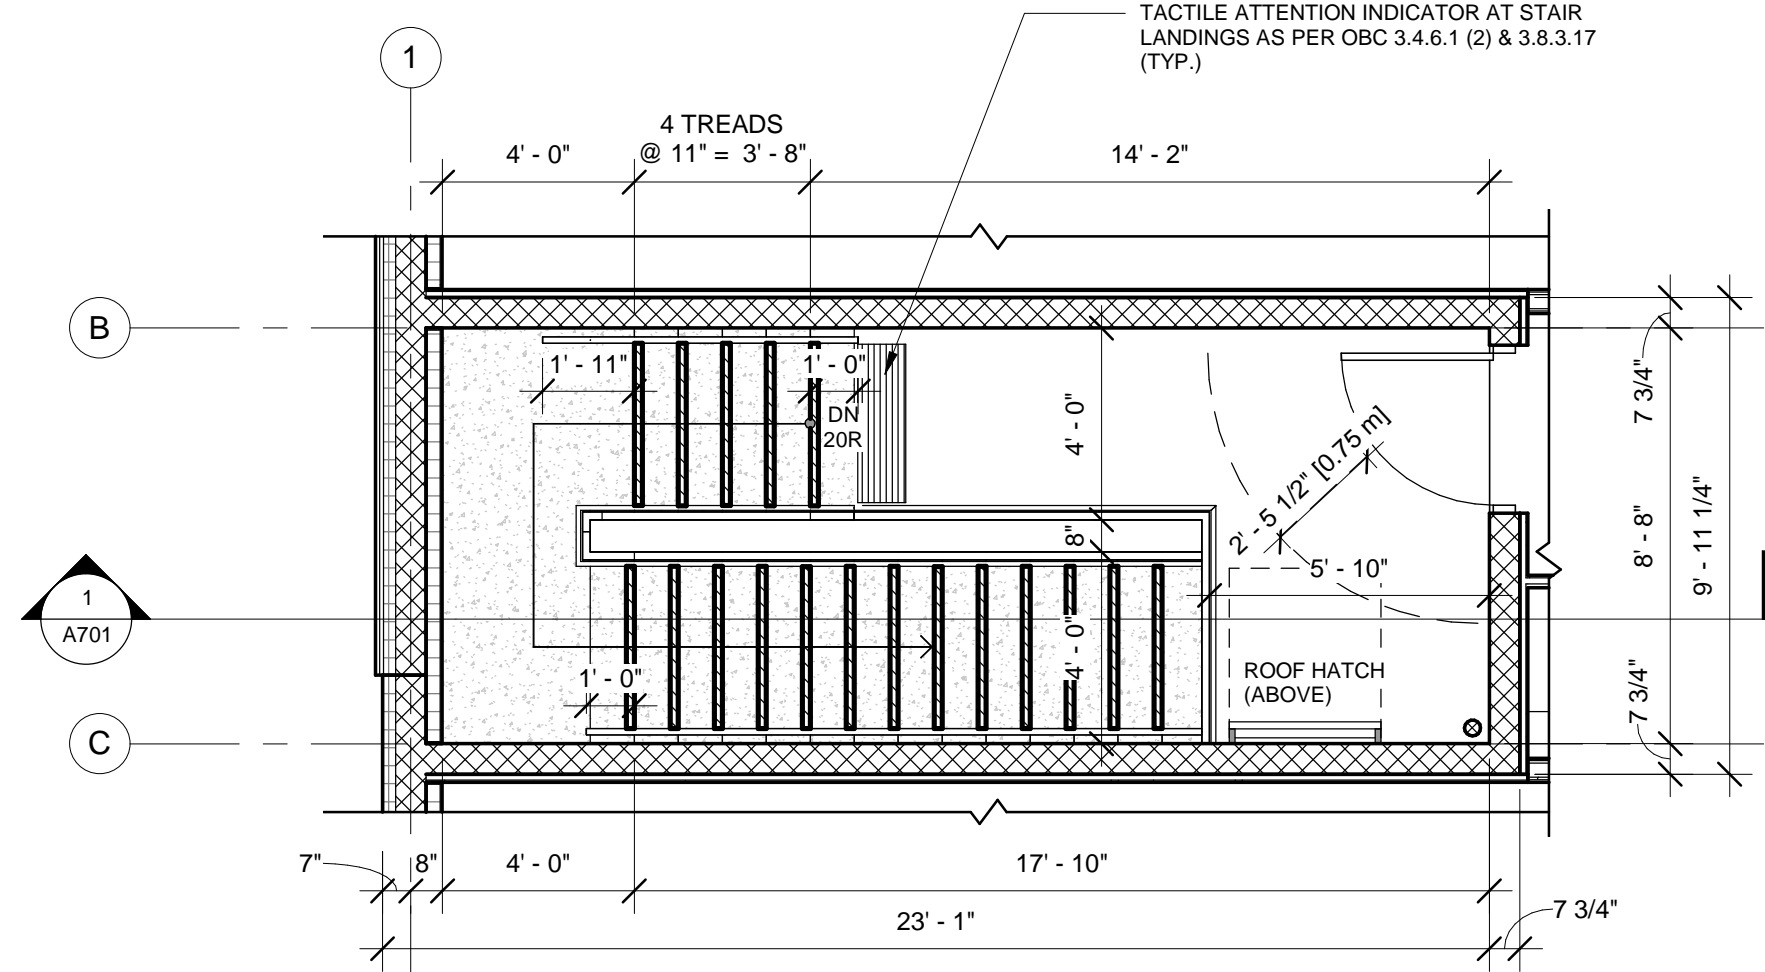 TACTILE ATTENTION INDICATOR AT STAIR
LANDINGS AS PER OBC 3.4.6.1 (2) & 3.8.3.17
(TYP.)
1
4 TREADS
@ 11" = 3' - 8"
4' - 0"
14' - 2"
B
1' - 11"
1' - 0"
DN
20R
4' - 0"
2' - 5 1/2" [0.75 m]
7 3/4"
8"
8' - 8"
9' - 11 1/4"
5' - 10"
1
A701
4' - 0"
1' - 0"
ROOF HATCH
(ABOVE)
7 3/4"
C
7"
8"
4' - 0"
17' - 10"
23' - 1"
7 3/4"